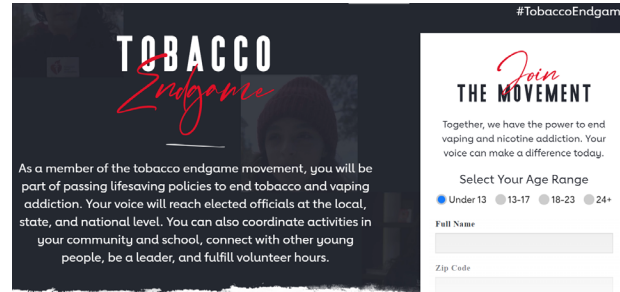 #TobaccoEndgam
TOBACCO
Endgame
As a member of the tobacco endgame movement, you will be
part of passing lifesaving policies to end tobacco and vaping
addiction. Your voice will reach elected officials at the local,
state, and national level. You can also coordinate activities in
your community and school, connect with other young
people, be a leader, and fulfill volunteer hours.
Join
THE MOVEMENT
Together, we have the power to end
vaping and nicotine addiction. Your
voice can make a difference today.
Select Your Age Range
Under 13 13-17 18-23 24+
Full Name
Zip Code